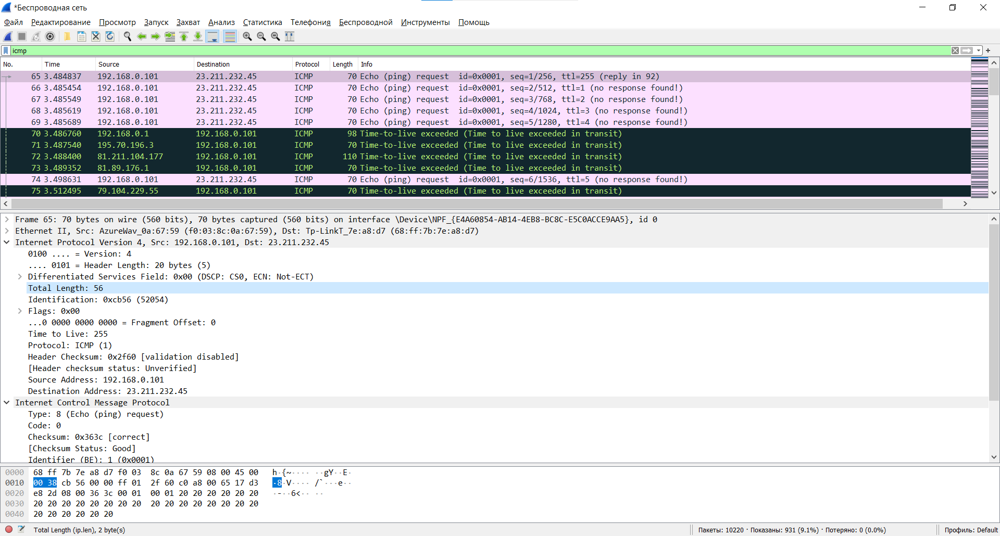 *Беспроводная сеть
Файл Редактирование Просмотр Запуск Захват Анализ Статистика Телефония Беспроводной Инструменты Помощь
icmp
No. Time Source Destination Protocol Length Info
65 3.484837 192.168.0.101 23.211.232.45 ICMP 70 Echo (ping) request id=0x0001, seq=1/256, ttl=255 (reply in 92)
66 3.485454 192.168.0.101 23.211.232.45 ICMP 70 Echo (ping) request id=0x0001, seq=2/512, ttl=1 (no response found!)
67 3.485549 192.168.0.101 23.211.232.45 ICMP 70 Echo (ping) request id=0x0001, seq=3/768, ttl=2 (no response found!)
68 3.485619 192.168.0.101 23.211.232.45 ICMP 70 Echo (ping) request id=0x0001, seq=4/1024, ttl=3 (no response found!)
69 3.485689 192.168.0.101 23.211.232.45 ICMP 70 Echo (ping) request id=0x0001, seq=5/1280, ttl=4 (no response found!)
70 3.486760 192.168.0.1 192.168.0.101 ICMP 98 Time-to-live exceeded (Time to live exceeded in transit)
71 3.487540 195.70.196.3 192.168.0.101 ICMP 70 Time-to-live exceeded (Time to live exceeded in transit)
72 3.488400 81.211.104.177 192.168.0.101 ICMP 110 Time-to-live exceeded (Time to live exceeded in transit)
73 3.489352 81.89.176.1 192.168.0.101 ICMP 70 Time-to-live exceeded (Time to live exceeded in transit)
74 3.498631 192.168.0.101 23.211.232.45 ICMP 70 Echo (ping) request id=0x0001, seq=6/1536, ttl=5 (no response found!)
75 3.512495 79.104.229.55 192.168.0.101 ICMP 70 Time-to-live exceeded (Time to live exceeded in transit)
Frame 65: 70 bytes on wire (560 bits), 70 bytes captured (560 bits) on interface \Device\NPF_{E4A60854-AB14-4EB8-BC8C-E5C0ACCE9AA5}, id 0
Ethernet II, Src: AzureWav_0a:67:59 (f0:03:8c:0a:67:59), Dst: Tp-LinkT_7e:a8:d7 (68:ff:7b:7e:a8:d7)
Internet Protocol Version 4, Src: 192.168.0.101, Dst: 23.211.232.45
0100 .... = Version: 4
.... 0101 = Header Length: 20 bytes (5)
Differentiated Services Field: 0x00 (DSCP: CS0, ECN: Not-ECT)
Total Length: 56
Identification: 0xcb56 (52054)
Flags: 0x00
...0 0000 0000 0000 = Fragment Offset: 0
Time to Live: 255
Protocol: ICMP (1)
Header Checksum: 0x2f60 [validation disabled]
[Header checksum status: Unverified]
Source Address: 192.168.0.101
Destination Address: 23.211.232.45
Internet Control Message Protocol
Type: 8 (Echo (ping) request)
Code: 0
Checksum: 0x363c [correct]
[Checksum Status: Good]
Identifier (BE): 1 (0x0001)
0000 68 ff 7b 7e a8 d7 f0 03 8c 0a 67 59 08 00 45 00 h·{~···· ··gY··E·
0010 00 38 cb 56 00 00 ff 01 2f 60 c0 a8 00 65 17 d3 ·8·V···· /`···e··
0020 e8 2d 08 00 36 3c 00 01 00 01 20 20 20 20 20 20 ·-··6<·· ··
0030 20 20 20 20 20 20 20 20 20 20 20 20 20 20 20 20
0040 20 20 20 20 20 20
Total Length (ip.len), 2 byte(s)
Пакеты: 10220 · Показаны: 931 (9.1%) · Потеряно: 0 (0.0%)
Профиль: Default